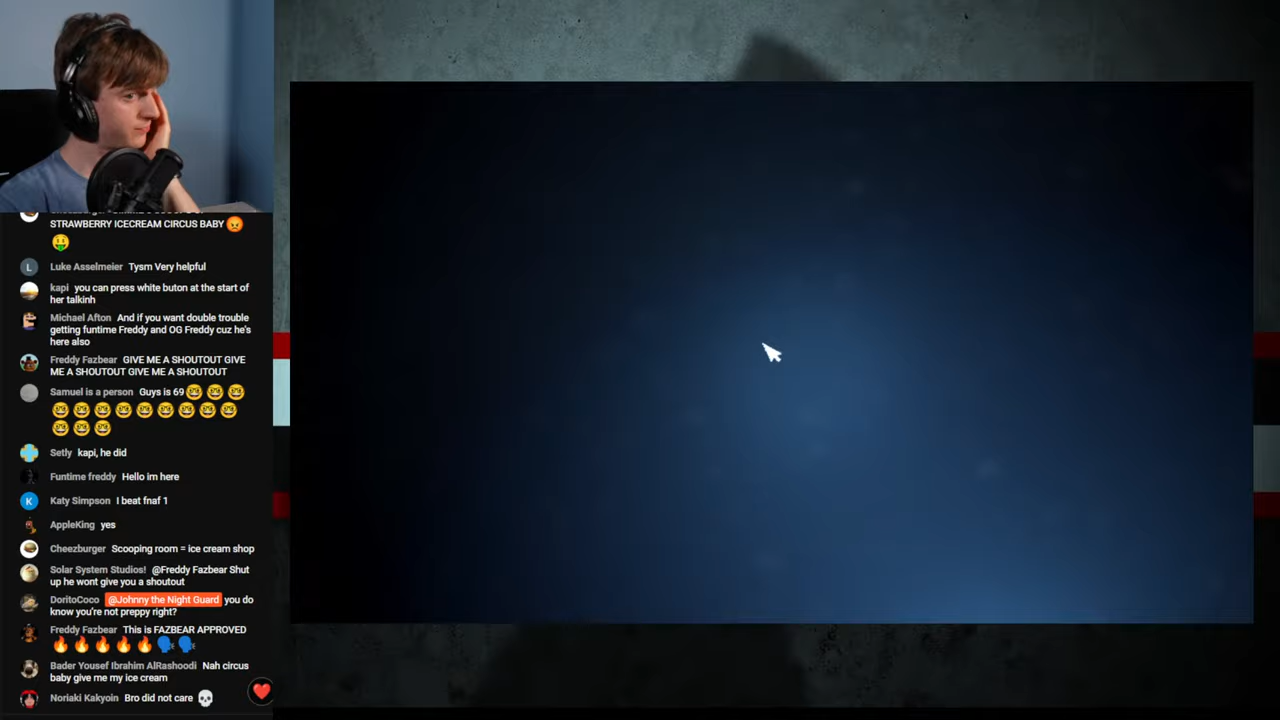 STRAWBERRY ICECREAM CIRCUS BABY 😡
🤑
L Luke Asselmeier Tysm Very helpful
kapi you can press white buton at the start of
her talkinh
Michael Afton And if you want double trouble
getting funtime Freddy and OG Freddy cuz he's
here also
Freddy Fazbear GIVE ME A SHOUTOUT GIVE
ME A SHOUTOUT GIVE ME A SHOUTOUT
Samuel is a person Guys is 69 🤓🤓🤓
🤓🤓🤓🤓🤓🤓🤓🤓🤓
🤓🤓🤓
Setly kapi, he did
Funtime freddy Hello im here
K Katy Simpson I beat fnaf 1
AppleKing yes
Cheezburger Scooping room = ice cream shop
Solar System Studios! @Freddy Fazbear Shut
up he wont give you a shoutout
DoritoCoco @Johnny the Night Guard you do
know you're not preppy right?
Freddy Fazbear This is FAZBEAR APPROVED
🔥🔥🔥🔥🔥🗣️🗣️
Bader Yousef Ibrahim AlRashoodi Nah circus
baby give me my ice cream
Noriaki Kakyoin Bro did not care 💀